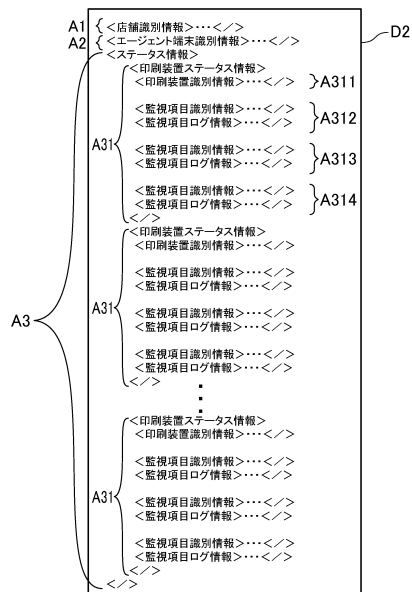 A1 <店舗識別情報>･･･</>
D2
A2 <エージェント端末識別情報>･･･</>
<ステータス情報>
<印刷装置ステータス情報>
<印刷装置識別情報>･･･</> A311
<監視項目識別情報>･･･</>
<監視項目ログ情報>･･･</>
A312
A31
<監視項目識別情報>･･･</>
<監視項目ログ情報>･･･</>
A313
<監視項目識別情報>･･･</>
<監視項目ログ情報>･･･</>
A314
</>
<印刷装置ステータス情報>
<印刷装置識別情報>･･･</>
<監視項目識別情報>･･･</>
<監視項目ログ情報>･･･</>
A31
A3
<監視項目識別情報>･･･</>
<監視項目ログ情報>･･･</>
<監視項目識別情報>･･･</>
<監視項目ログ情報>･･･</>
</>
<印刷装置ステータス情報>
<印刷装置識別情報>･･･</>
<監視項目識別情報>･･･</>
<監視項目ログ情報>･･･</>
A31
<監視項目識別情報>･･･</>
<監視項目ログ情報>･･･</>
<監視項目識別情報>･･･</>
<監視項目ログ情報>･･･</>
</>
</>